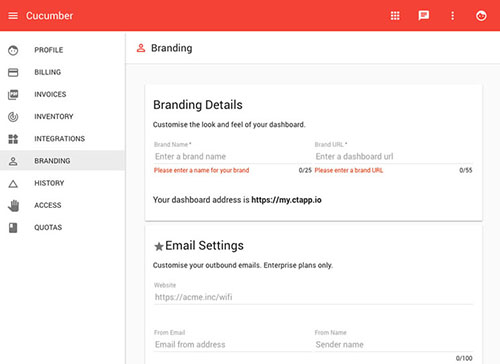 Cucumber
PROFILE
BILLING
INVOICES
INVENTORY
INTEGRATIONS
BRANDING
HISTORY
ACCESS
QUOTAS
Branding
Branding Details
Customise the look and feel of your dashboard.
Brand Name * Brand URL *
Enter a brand name Enter a dashboard url
Please enter a name for your brand 0/25 Please enter a brand URL 0/55
Your dashboard address is https://my.ctapp.io
Email Settings
Customise your outbound emails. Enterprise plans only.
Website
https://acme.inc/wifi
From Email From Name
Email from address Sender name
0/100